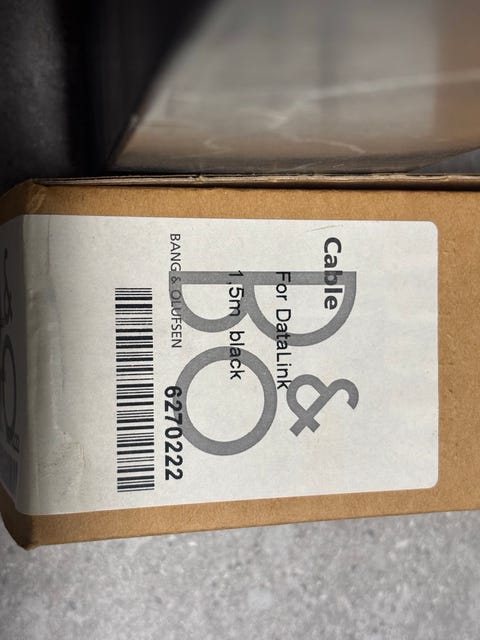 Cable
For DataLink
1,5m black
B&O
BANG & OLUFSEN
6270222